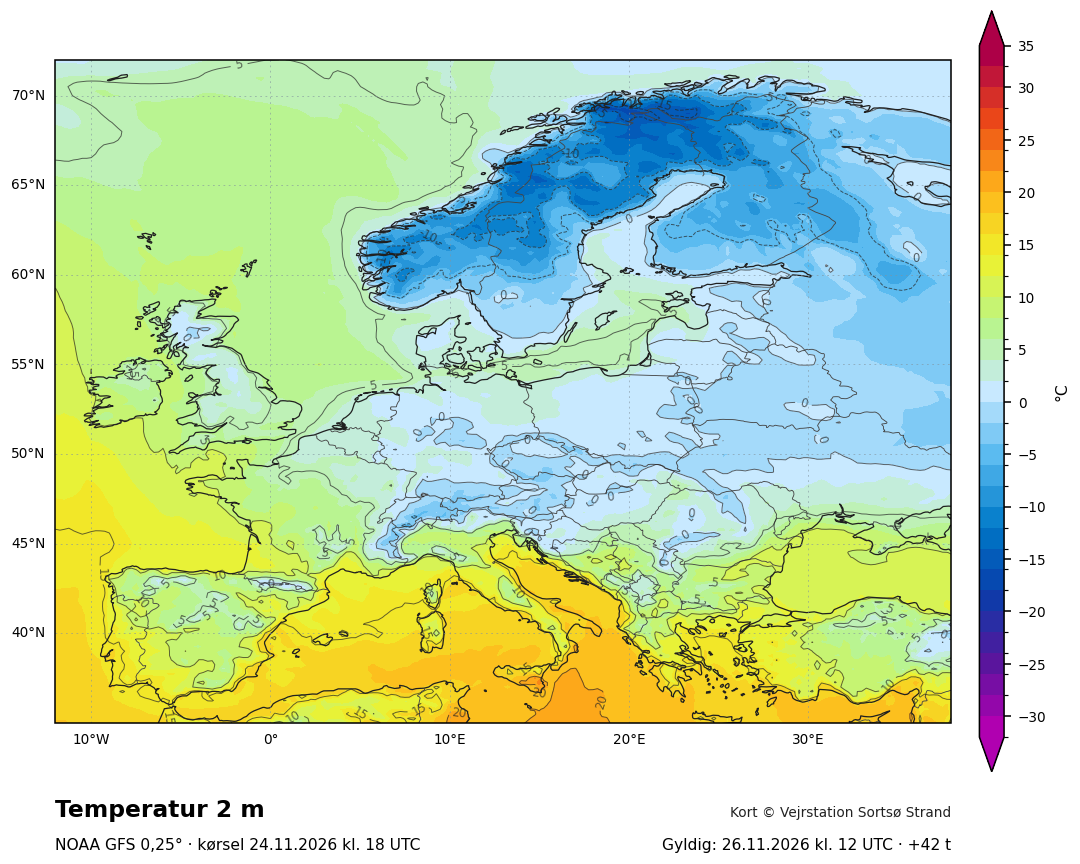 70°N
65°N
60°N
55°N
50°N
45°N
40°N
10°W
0°
10°E
20°E
30°E
35
30
25
20
15
10
5
0
−5
−10
−15
−20
−25
−30
°C
Temperatur 2 m
Kort © Vejrstation Sortsø Strand
NOAA GFS 0,25° · kørsel 24.11.2026 kl. 18 UTC
Gyldig: 26.11.2026 kl. 12 UTC · +42 t